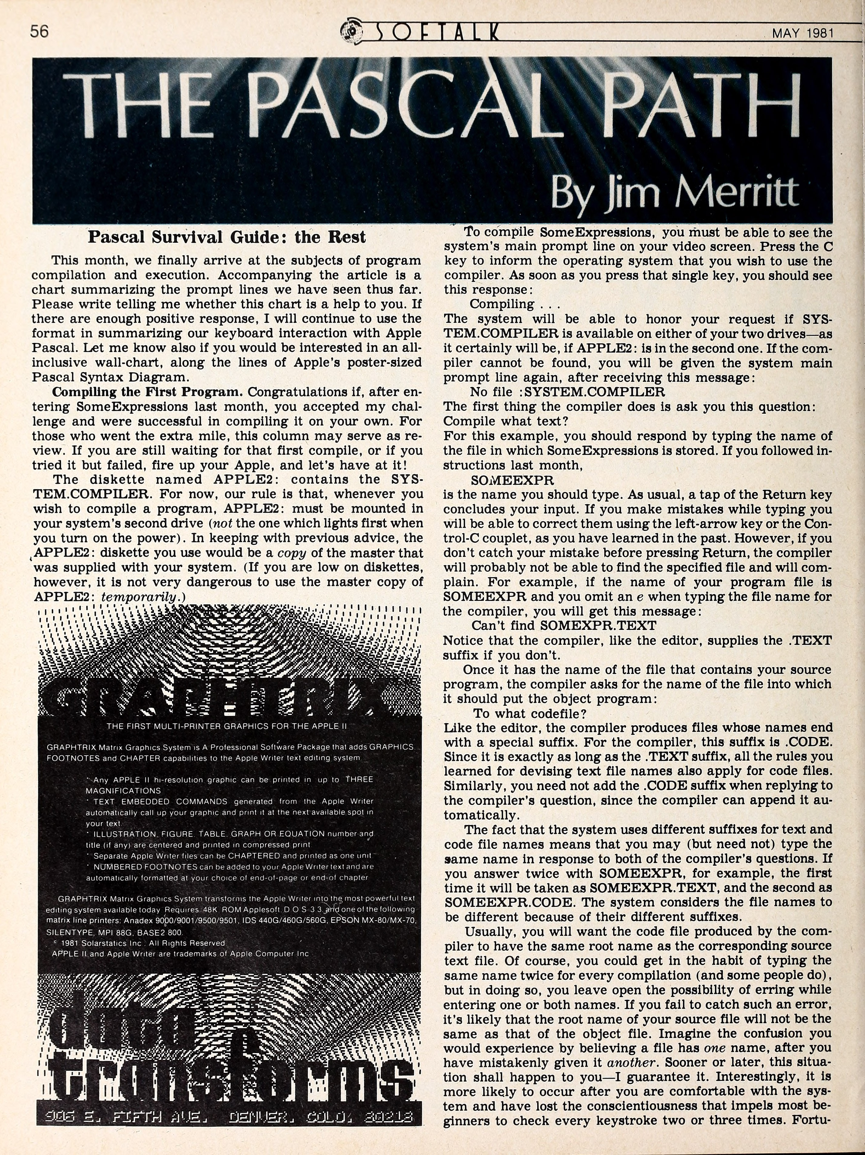 56
SOFTALK
MAY 1981
THE PASCAL PATH
By Jim Merritt
Pascal Survival Guide: the Rest
This month, we finally arrive at the subjects of program
compilation and execution. Accompanying the article is a
chart summarizing the prompt lines we have seen thus far.
Please write telling me whether this chart is a help to you. If
there are enough positive response, I will continue to use the
format in summarizing our keyboard interaction with Apple
Pascal. Let me know also if you would be interested in an all-
inclusive wall-chart, along the lines of Apple's poster-sized
Pascal Syntax Diagram.
Compiling the First Program. Congratulations if, after en-
tering SomeExpressions last month, you accepted my chal-
lenge and were successful in compiling it on your own. For
those who went the extra mile, this column may serve as re-
view. If you are still waiting for that first compile, or if you
tried it but failed, fire up your Apple, and let's have at it!
The diskette named APPLE2: contains the SYS-
TEM.COMPILER. For now, our rule is that, whenever you
wish to compile a program, APPLE2: must be mounted in
your system's second drive (not the one which lights first when
you turn on the power). In keeping with previous advice, the
APPLE2: diskette you use would be a copy of the master that
was supplied with your system. (If you are low on diskettes,
however, it is not very dangerous to use the master copy of
APPLE2: temporarily.)
GRAPHTRIX
THE FIRST MULTI-PRINTER GRAPHICS FOR THE APPLE II
GRAPHTRIX Matrix Graphics System is A Professional Software Package that adds GRAPHICS
FOOTNOTES and CHAPTER capabilities to the Apple Writer text editing system
* Any APPLE II hi-resolution graphic can be printed in up to THREE
MAGNIFICATIONS
* TEXT EMBEDDED COMMANDS generated from the Apple Writer
automatically call up your graphic and print it at the next available spot in
your text
* ILLUSTRATION, FIGURE, TABLE, GRAPH OR EQUATION number and
title (if any) are centered and printed in compressed print
* Separate Apple Writer files can be CHAPTERED and printed as one unit
* NUMBERED FOOTNOTES can be added to your Apple Writer text and are
automatically formatted at your choice of end-of-page or end-of chapter
GRAPHTRIX Matrix Graphics System transforms the Apple Writer into the most powerful text
editing system available today. Requires 48K ROM Applesoft D O S 3.3 and one of the following
matrix line printers: Anadex 9000/9001/9500/9501, IDS 440G/460G/560G, EPSON MX-80/MX-70,
SILENTYPE, MPI 88G, BASE2 800.
© 1981 Solarstatics Inc. All Rights Reserved
APPLE II and Apple Writer are trademarks of Apple Computer Inc
data
transforms
906 E. FIFTH AVE. DENVER, COLO. 80218
To compile SomeExpressions, you must be able to see the
system's main prompt line on your video screen. Press the C
key to inform the operating system that you wish to use the
compiler. As soon as you press that single key, you should see
this response:
Compiling . . .
The system will be able to honor your request if SYS-
TEM.COMPILER is available on either of your two drives—as
it certainly will be, if APPLE2: is in the second one. If the com-
piler cannot be found, you will be given the system main
prompt line again, after receiving this message:
No file :SYSTEM.COMPILER
The first thing the compiler does is ask you this question:
Compile what text?
For this example, you should respond by typing the name of
the file in which SomeExpressions is stored. If you followed in-
structions last month,
SOMEEXPR
is the name you should type. As usual, a tap of the Return key
concludes your input. If you make mistakes while typing you
will be able to correct them using the left-arrow key or the Con-
trol-C couplet, as you have learned in the past. However, if you
don't catch your mistake before pressing Return, the compiler
will probably not be able to find the specified file and will com-
plain. For example, if the name of your program file is
SOMEEXPR and you omit an e when typing the file name for
the compiler, you will get this message:
Can't find SOMEXPR.TEXT
Notice that the compiler, like the editor, supplies the .TEXT
suffix if you don't.
Once it has the name of the file that contains your source
program, the compiler asks for the name of the file into which
it should put the object program:
To what codefile?
Like the editor, the compiler produces files whose names end
with a special suffix. For the compiler, this suffix is .CODE.
Since it is exactly as long as the .TEXT suffix, all the rules you
learned for devising text file names also apply for code files.
Similarly, you need not add the .CODE suffix when replying to
the compiler's question, since the compiler can append it au-
tomatically.
The fact that the system uses different suffixes for text and
code file names means that you may (but need not) type the
same name in response to both of the compiler's questions. If
you answer twice with SOMEEXPR, for example, the first
time it will be taken as SOMEEXPR.TEXT, and the second as
SOMEEXPR.CODE. The system considers the file names to
be different because of their different suffixes.
Usually, you will want the code file produced by the com-
piler to have the same root name as the corresponding source
text file. Of course, you could get in the habit of typing the
same name twice for every compilation (and some people do),
but in doing so, you leave open the possibility of erring while
entering one or both names. If you fail to catch such an error,
it's likely that the root name of your source file will not be the
same as that of the object file. Imagine the confusion you
would experience by believing a file has one name, after you
have mistakenly given it another. Sooner or later, this situa-
tion shall happen to you—I guarantee it. Interestingly, it is
more likely to occur after you are comfortable with the sys-
tem and have lost the conscientiousness that impels most be-
ginners to check every keystroke two or three times. Fortu-